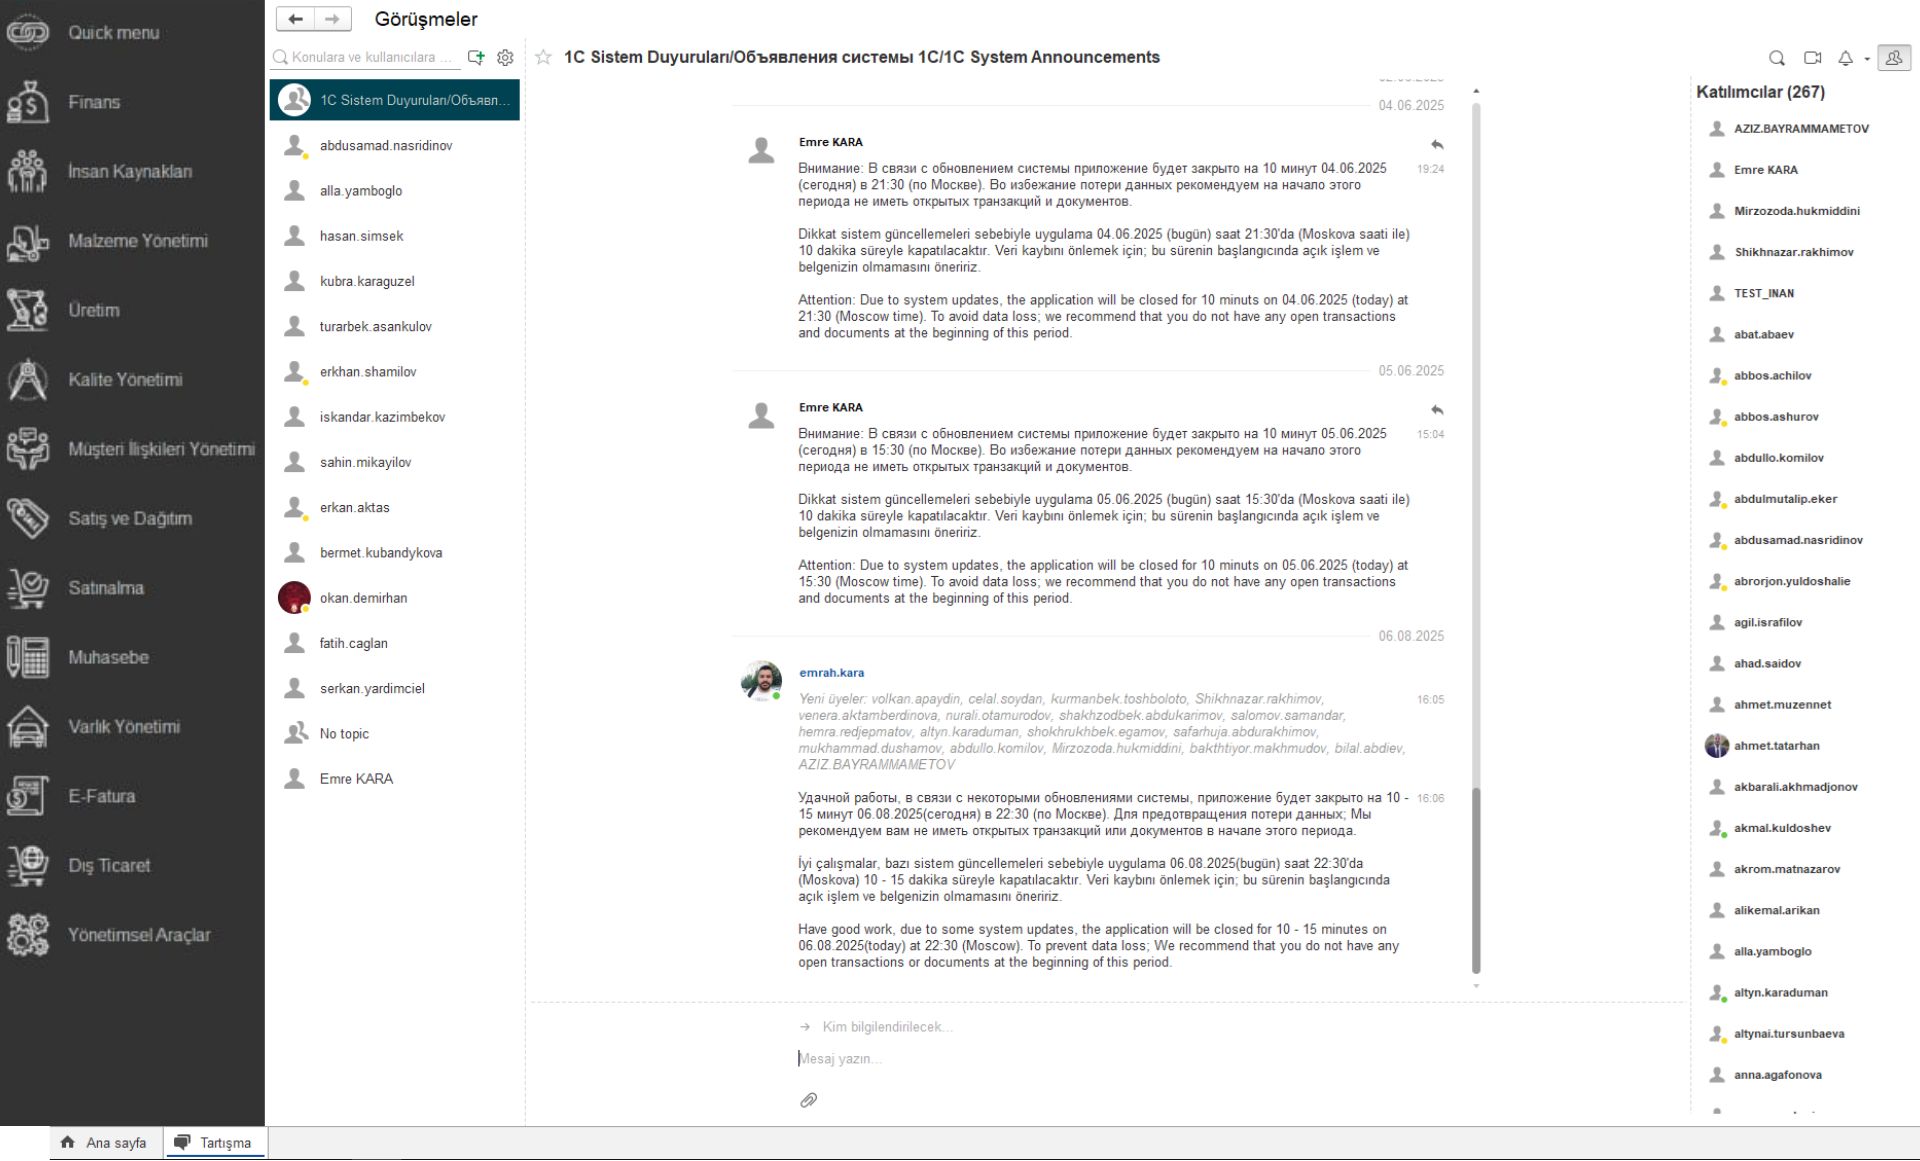 Quick menu
Finans
İnsan Kaynakları
Malzeme Yönetimi
Üretim
Kalite Yönetimi
Müşteri İlişkileri Yönetimi
Satış ve Dağıtım
Satınalma
Muhasebe
Varlık Yönetimi
E-Fatura
Dış Ticaret
Yönetimsel Araçlar
Görüşmeler
Konulara ve kullanıcılara ...
1C Sistem Duyuruları/Объявл...
abdusamad.nasridinov
alla.yamboglo
hasan.simsek
kubra.karaguzel
turarbek.asankulov
erkhan.shamilov
iskandar.kazimbekov
sahin.mikayilov
erkan.aktas
bermet.kubandykova
okan.demirhan
fatih.caglan
serkan.yardimciel
No topic
Emre KARA
1C Sistem Duyuruları/Объявления системы 1С/1C System Announcements
04.06.2025
Emre KARA
Внимание: В связи с обновлением системы приложение будет закрыто на 10 минут 04.06.2025 19:24
(сегодня) в 21:30 (по Москве). Во избежание потери данных рекомендуем на начало этого
периода не иметь открытых транзакций и документов.
Dikkat sistem güncellemeleri sebebiyle uygulama 04.06.2025 (bugün) saat 21:30'da (Moskova saati ile)
10 dakika süreyle kapatılacaktır. Veri kaybını önlemek için; bu sürenin başlangıcında açık işlem ve
belgenizin olmamasını öneririz.
Attention: Due to system updates, the application will be closed for 10 minuts on 04.06.2025 (today) at
21:30 (Moscow time). To avoid data loss; we recommend that you do not have any open transactions
and documents at the beginning of this period.
05.06.2025
Emre KARA
Внимание: В связи с обновлением системы приложение будет закрыто на 10 минут 05.06.2025 15:04
(сегодня) в 15:30 (по Москве). Во избежание потери данных рекомендуем на начало этого
периода не иметь открытых транзакций и документов.
Dikkat sistem güncellemeleri sebebiyle uygulama 05.06.2025 (bugün) saat 15:30'da (Moskova saati ile)
10 dakika süreyle kapatılacaktır. Veri kaybını önlemek için; bu sürenin başlangıcında açık işlem ve
belgenizin olmamasını öneririz.
Attention: Due to system updates, the application will be closed for 10 minuts on 05.06.2025 (today) at
15:30 (Moscow time). To avoid data loss; we recommend that you do not have any open transactions
and documents at the beginning of this period.
06.08.2025
emrah.kara
Yeni üyeler: volkan.apaydin, celal.soydan, kurmanbek.toshboloto, Shikhnazar.rakhimov, 16:05
venera.aktamberdinova, nurali.otamurodov, shakhzodbek.abdukarimov, salomov.samandar,
hemra.redjepmatov, altyn.karaduman, shokhrukhbek.egamov, safarhuja.abdurakhimov,
mukhammad.dushamov, abdullo.komilov, Mirzozoda.hukmiddini, bakthtiyor.makhmudov, bilal.abdiev,
AZIZ.BAYRAMMAMETOV
Удачной работы, в связи с некоторыми обновлениями системы, приложение будет закрыто на 10 - 16:06
15 минут 06.08.2025(сегодня) в 22:30 (по Москве). Для предотвращения потери данных; Мы
рекомендуем вам не иметь открытых транзакций или документов в начале этого периода.
İyi çalışmalar, bazı sistem güncellemeleri sebebiyle uygulama 06.08.2025(bugün) saat 22:30'da
(Moskova) 10 - 15 dakika süreyle kapatılacaktır. Veri kaybını önlemek için; bu sürenin başlangıcında
açık işlem ve belgenizin olmamasını öneririz.
Have good work, due to some system updates, the application will be closed for 10 - 15 minutes on
06.08.2025(today) at 22:30 (Moscow). To prevent data loss; We recommend that you do not have any
open transactions or documents at the beginning of this period.
Kim bilgilendirilecek...
Mesaj yazın...
Katılımcılar (267)
AZIZ.BAYRAMMAMETOV
Emre KARA
Mirzozoda.hukmiddini
Shikhnazar.rakhimov
TEST_INAN
abat.abaev
abbos.achilov
abbos.ashurov
abdullo.komilov
abdulmutalip.eker
abdusamad.nasridinov
abrorjon.yuldoshalie
agil.israfilov
ahad.saidov
ahmet.muzennet
ahmet.tatarhan
akbarali.akhmadjonov
akmal.kuldoshev
akrom.matnazarov
alikemal.arikan
alla.yamboglo
altyn.karaduman
altynai.tursunbaeva
anna.agafonova
Ana sayfa
Tartışma